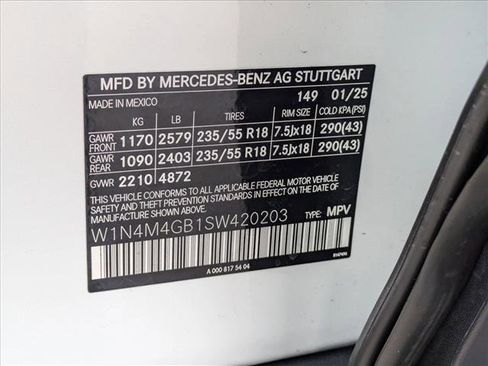 MFD BY MERCEDES-BENZ AG STUTTGART
MADE IN MEXICO 149 01/25
KG LB TIRES RIM SIZE COLD KPA (PSI)
GAWR FRONT 1170 2579 235/55 R18 7.5Jx18 290(43)
GAWR REAR 1090 2403 235/55 R18 7.5Jx18 290(43)
GVWR 2210 4872
THIS VEHICLE CONFORMS TO ALL APPLICABLE FEDERAL MOTOR VEHICLE
SAFETY, BUMPER AND THEFT PREVENTION STANDARDS IN EFFECT ON THE DATE OF
MANUFACTURE SHOWN ABOVE.
W1N4M4GB1SW420203 TYPE: MPV
A 000 817 54 04